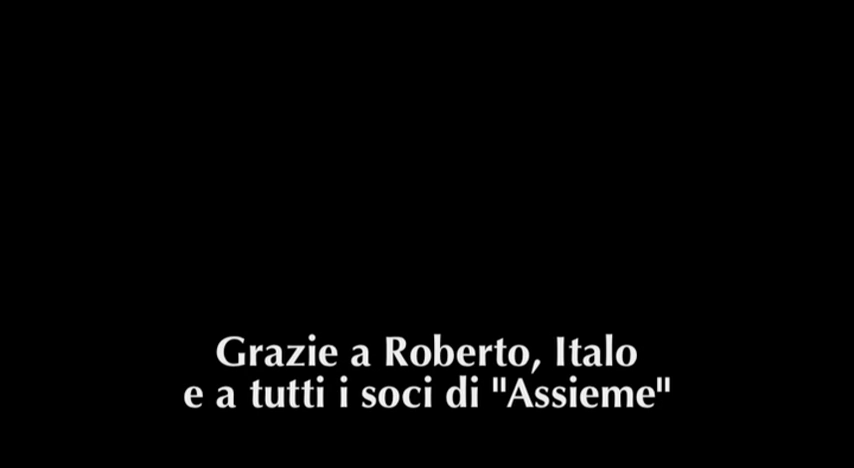 Grazie a Roberto, Italo
e a tutti i soci di "Assieme"